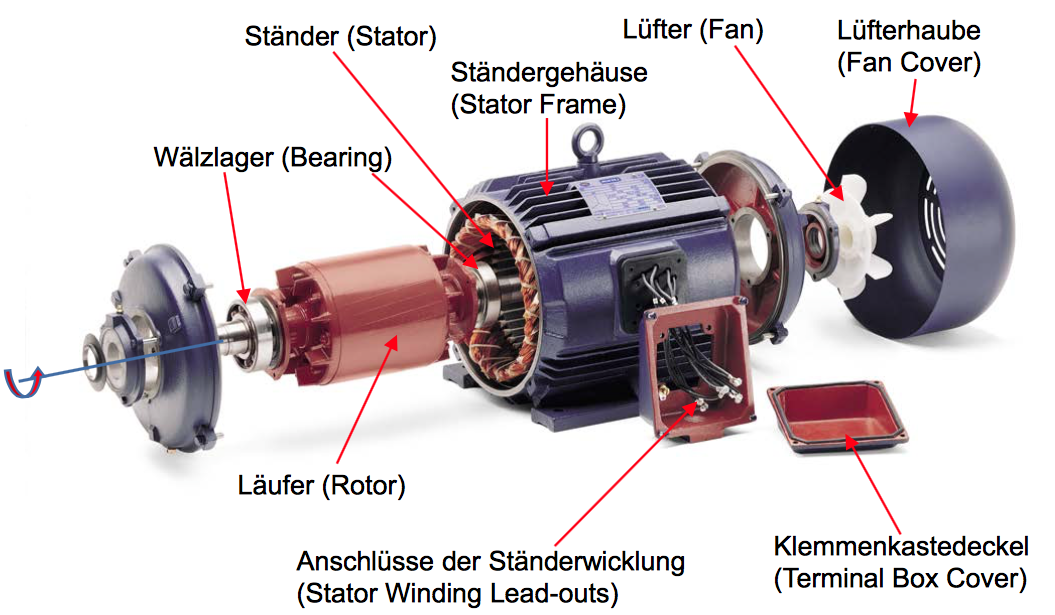 Ständer (Stator)
Lüfter (Fan)
Lüfterhaube
(Fan Cover)
Ständergehäuse
(Stator Frame)
Wälzlager (Bearing)
Läufer (Rotor)
Anschlüsse der Ständerwicklung
(Stator Winding Lead-outs)
Klemmenkastedeckel
(Terminal Box Cover)